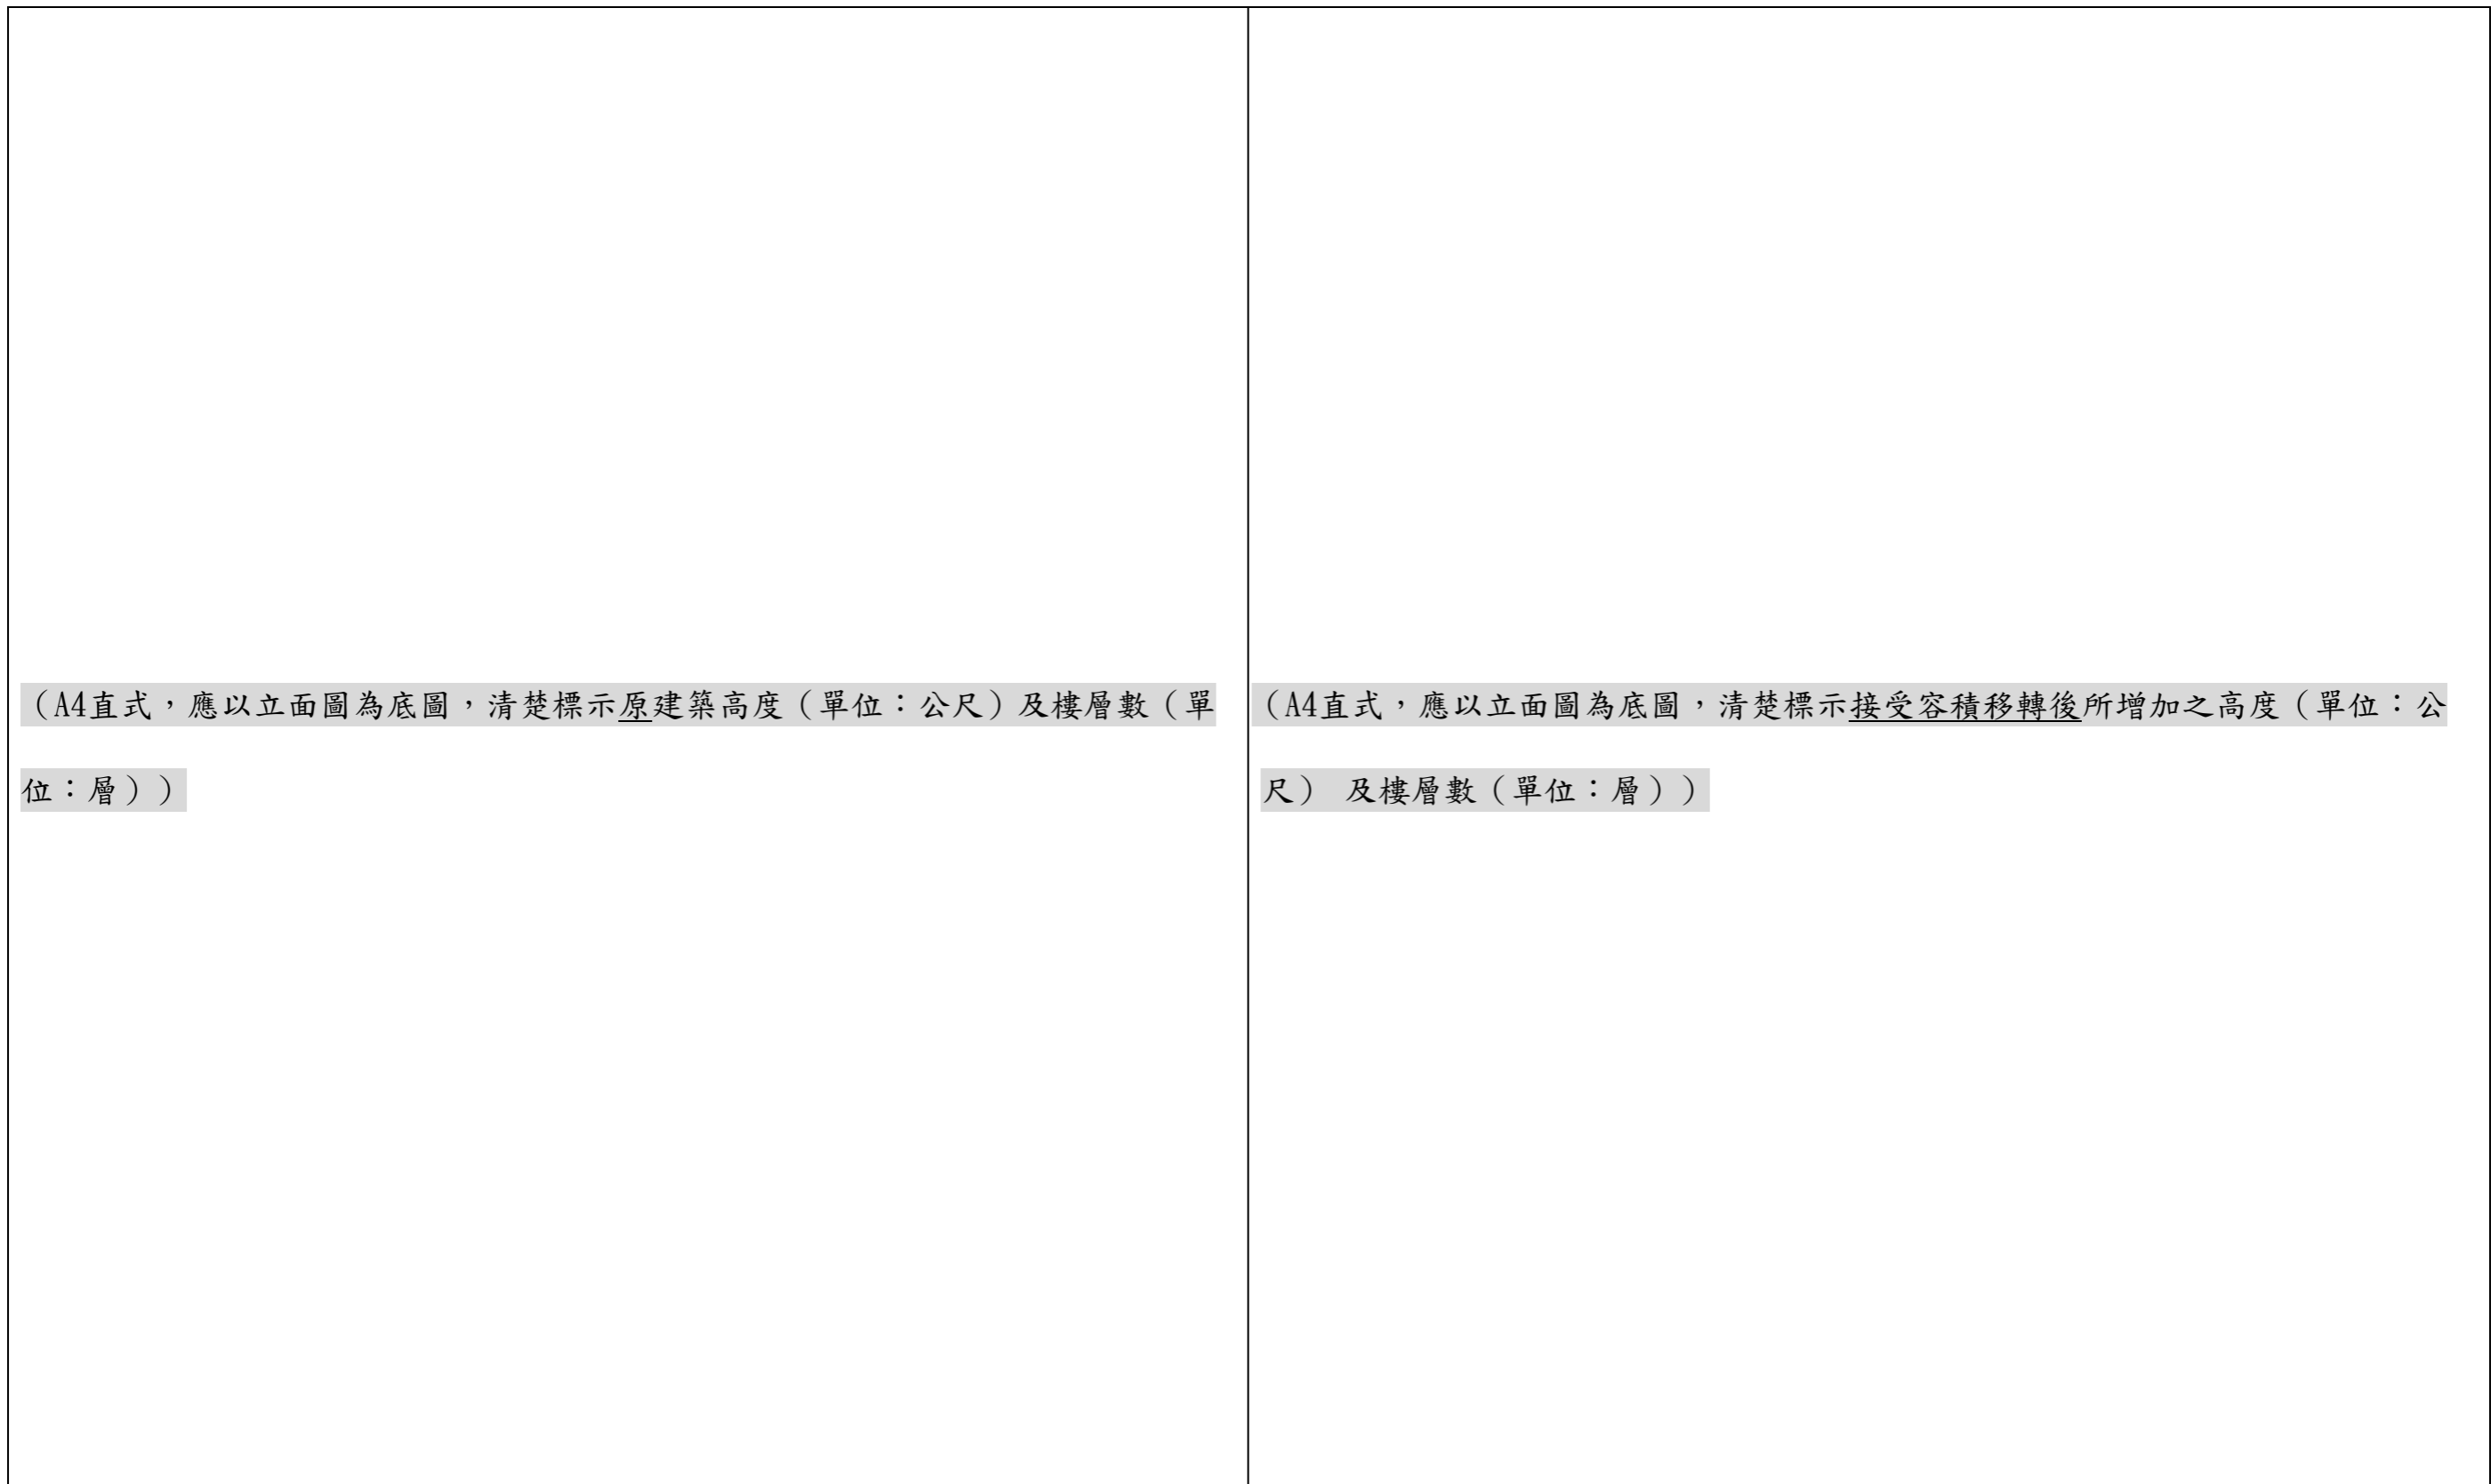 （A4直式，應以立面圖為底圖，清楚標示原建築高度（單位：公尺）及樓層數（單
位：層））
（A4直式，應以立面圖為底圖，清楚標示接受容積移轉後所增加之高度（單位：公
尺） 及樓層數（單位：層））